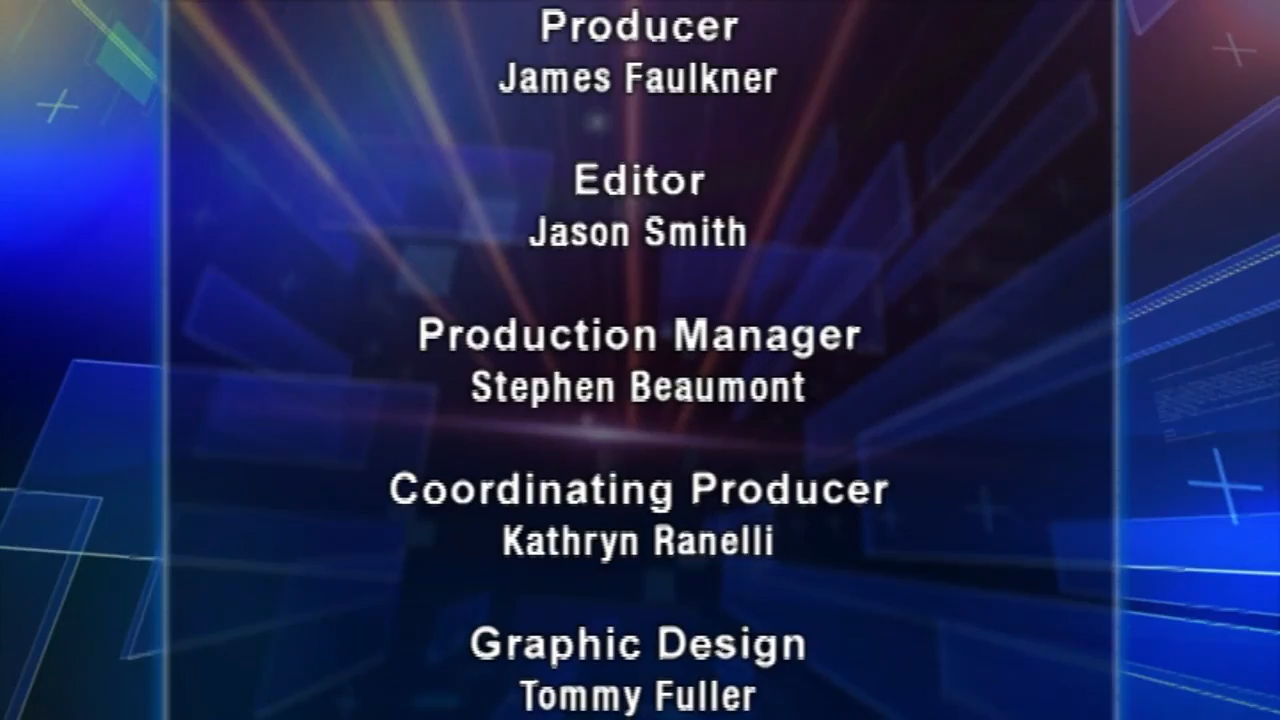 Producer
James Faulkner
Editor
Jason Smith
Production Manager
Stephen Beaumont
Coordinating Producer
Kathryn Ranelli
Graphic Design
Tommy Fuller